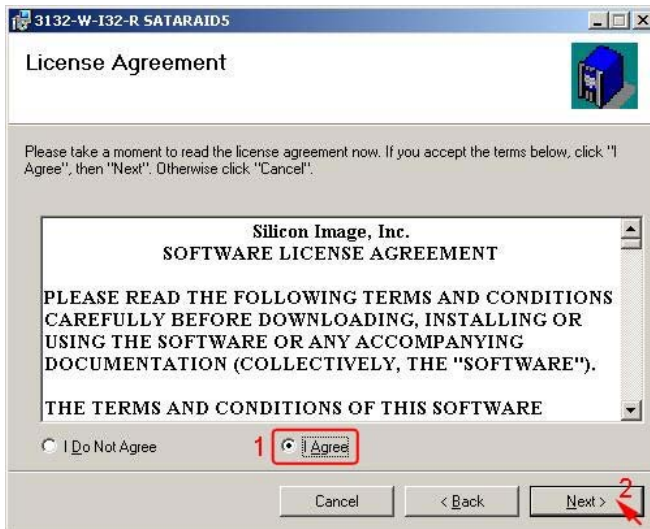 3132-W-I32-R SATARAID5
License Agreement
Please take a moment to read the license agreement now. If you accept the terms below, click "I
Agree", then "Next". Otherwise click "Cancel".
Silicon Image, Inc.
SOFTWARE LICENSE AGREEMENT
PLEASE READ THE FOLLOWING TERMS AND CONDITIONS
CAREFULLY BEFORE DOWNLOADING, INSTALLING OR
USING THE SOFTWARE OR ANY ACCOMPANYING
DOCUMENTATION (COLLECTIVELY, THE "SOFTWARE").
THE TERMS AND CONDITIONS OF THIS SOFTWARE
I Do Not Agree 1 I Agree
Cancel < Back Next > 2